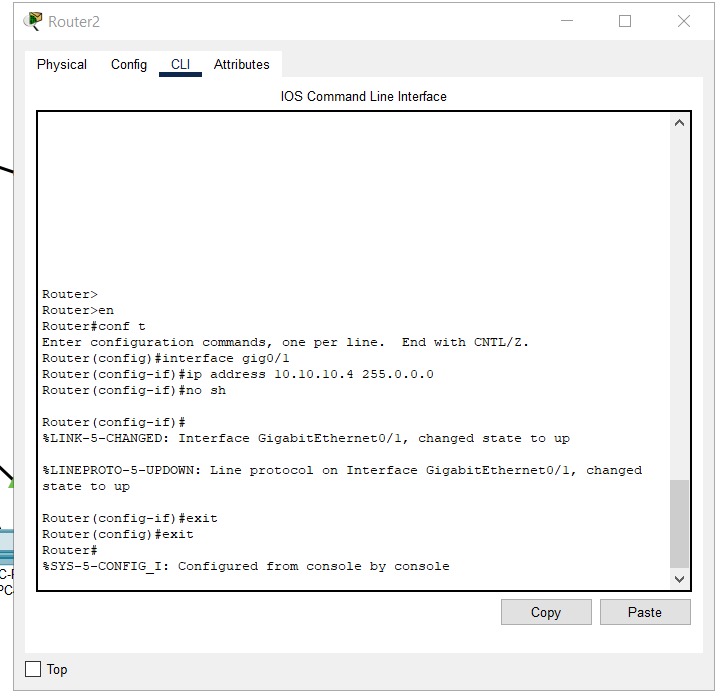 Router2
Physical Config CLI Attributes
IOS Command Line Interface
Router>
Router>en
Router#conf t
Enter configuration commands, one per line.  End with CNTL/Z.
Router(config)#interface gig0/1
Router(config-if)#ip address 10.10.10.4 255.0.0.0
Router(config-if)#no sh
Router(config-if)#
%LINK-5-CHANGED: Interface GigabitEthernet0/1, changed state to up
%LINEPROTO-5-UPDOWN: Line protocol on Interface GigabitEthernet0/1, changed
state to up
Router(config-if)#exit
Router(config)#exit
Router#
%SYS-5-CONFIG_I: Configured from console by console
Copy Paste
Top